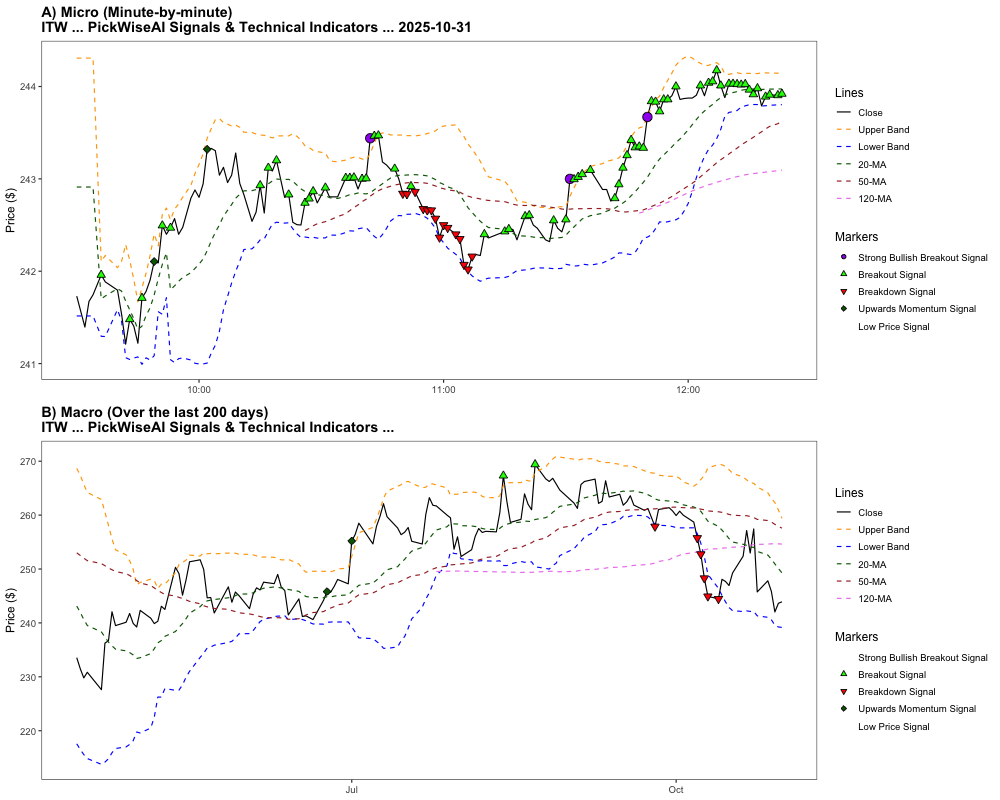 A) Micro (Minute-by-minute)
ITW ... PickWiseAI Signals & Technical Indicators ... 2025-10-31
Price ($)
244
243
242
241
10:00
11:00
12:00
Lines
Close
Upper Band
Lower Band
20-MA
50-MA
120-MA
Markers
Strong Bullish Breakout Signal
Breakout Signal
Breakdown Signal
Upwards Momentum Signal
Low Price Signal
B) Macro (Over the last 200 days)
ITW ... PickWiseAI Signals & Technical Indicators ...
Price ($)
270
260
250
240
230
220
Jul
Oct
Lines
Close
Upper Band
Lower Band
20-MA
50-MA
120-MA
Markers
Strong Bullish Breakout Signal
Breakout Signal
Breakdown Signal
Upwards Momentum Signal
Low Price Signal